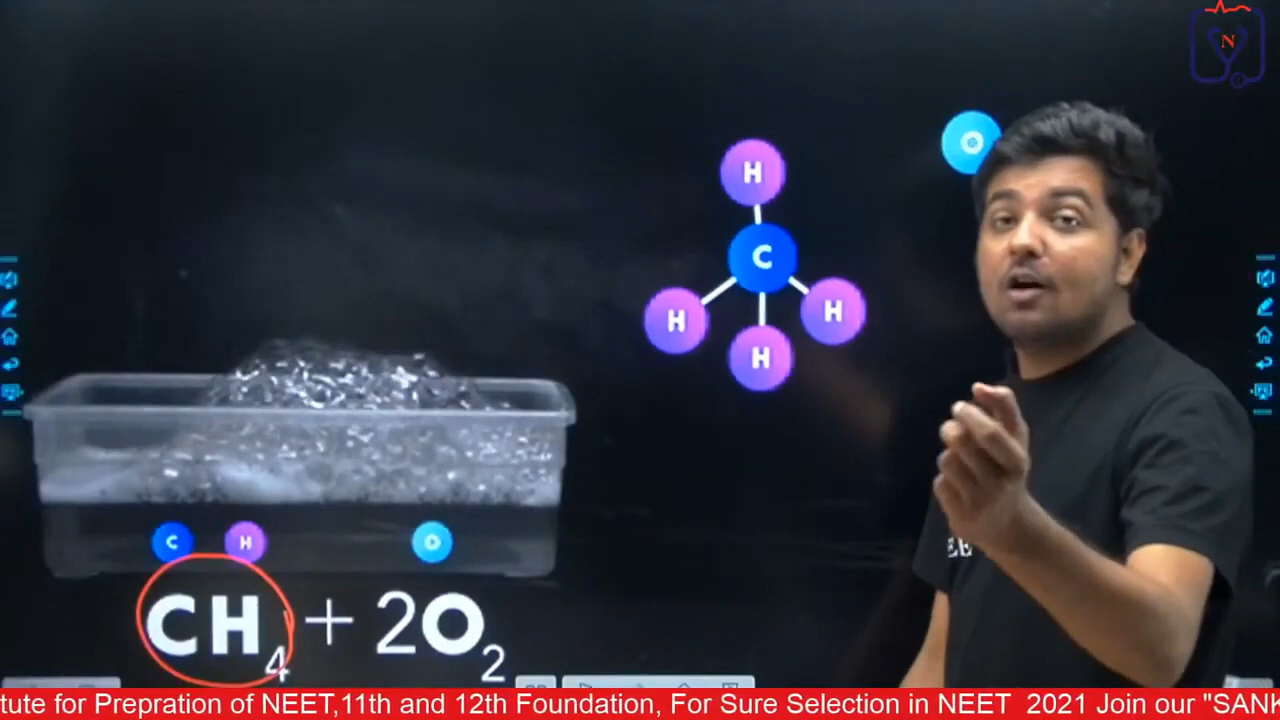 N
O
H
C
H
H
H
C H O
CH4 + 2O2
tute for Prepration of NEET,11th and 12th Foundation, For Sure Selection in NEET 2021 Join our "SANK